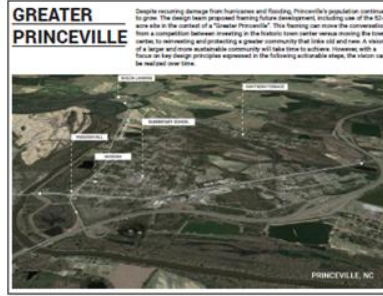 GREATER
PRINCEVILLE
Despite recurring damage from hurricanes and flooding, Princeville's population continues
to grow. The design team proposed framing future development, including use of the 52-
acre site in the context of a "Greater Princeville". This framing can move the conversation
from a competition between investing in the historic town center versus moving the town
center, to reinvesting and protecting a greater community that links old and new. A vision
of a larger and more sustainable community will take time to achieve. However, with a
focus on key design principles expressed in the following actionable steps, the vision can
be realized over time.
ELEMENTARY SCHOOL
MUSEUM
PRINCEVILLE, NC